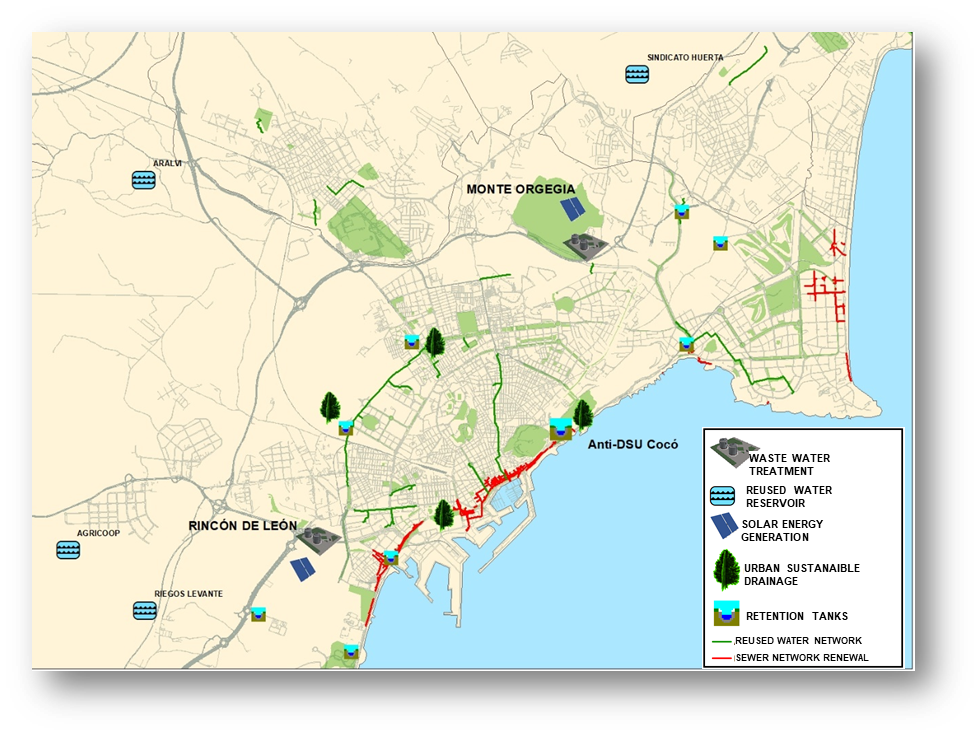 SINDICATO HUERTA
ARALVI
MONTE ORGEGIA
Anti-DSU Cocó
RINCÓN DE LEÓN
AGRICOOP
RIEGOS LEVANTE
WASTE WATER
TREATMENT
REUSED WATER
RESERVOIR
SOLAR ENERGY
GENERATION
URBAN SUSTANAIBLE
DRAINAGE
RETENTION TANKS
REUSED WATER NETWORK
SEWER NETWORK RENEWAL